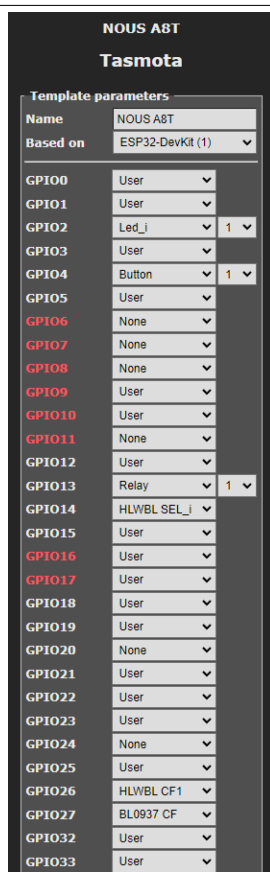 NOUS A8T
Tasmota
Template parameters
Name NOUS A8T
Based on ESP32-DevKit (1)
GPIO0 User
GPIO1 User
GPIO2 Led_i 1
GPIO3 User
GPIO4 Button 1
GPIO5 User
GPIO6 None
GPIO7 None
GPIO8 None
GPIO9 User
GPIO10 User
GPIO11 None
GPIO12 User
GPIO13 Relay 1
GPIO14 HLWBL SEL_i
GPIO15 User
GPIO16 User
GPIO17 User
GPIO18 User
GPIO19 User
GPIO20 None
GPIO21 User
GPIO22 User
GPIO23 User
GPIO24 None
GPIO25 User
GPIO26 HLWBL CF1
GPIO27 BL0937 CF
GPIO32 User
GPIO33 User